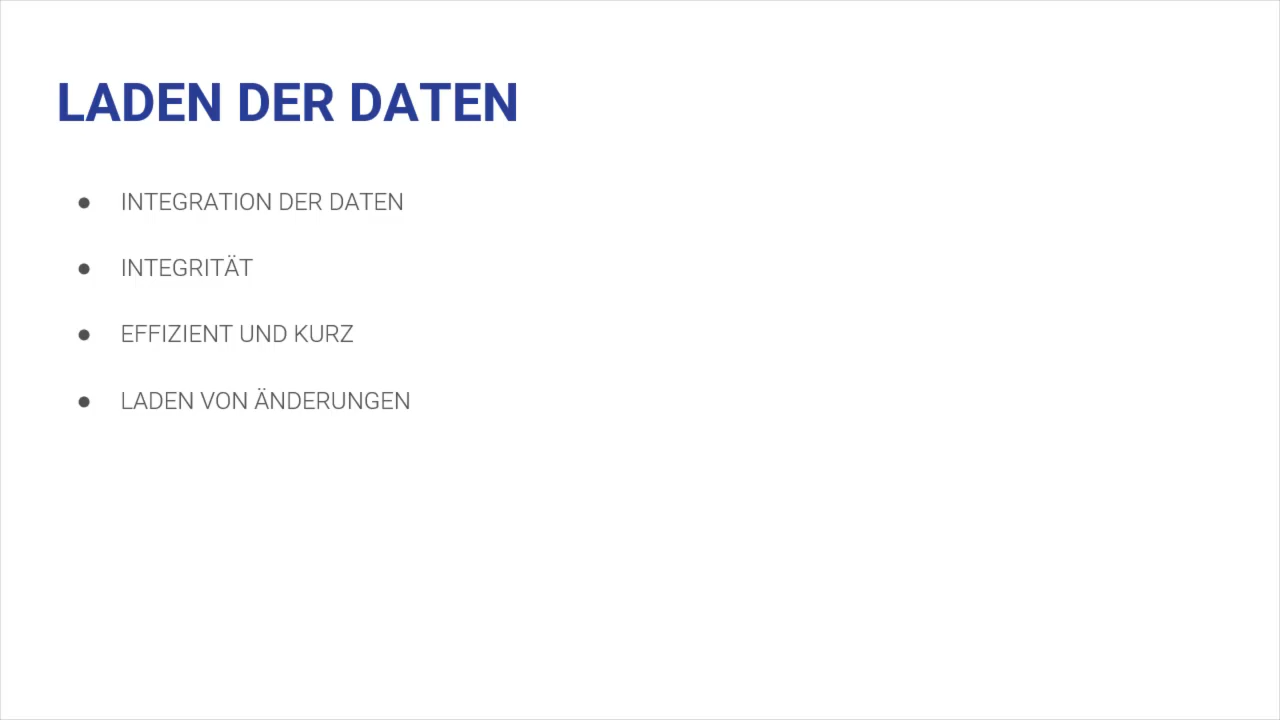 LADEN DER DATEN
● INTEGRATION DER DATEN
● INTEGRITÄT
● EFFIZIENT UND KURZ
● LADEN VON ÄNDERUNGEN